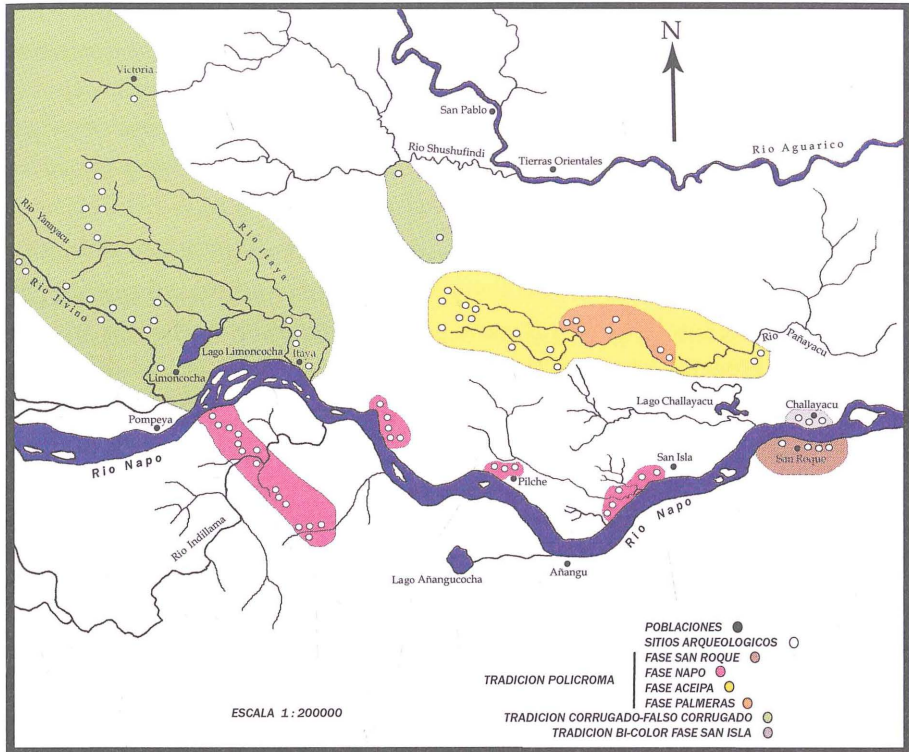 Victoria
N
San Pablo
Rio Shushufindi
Tierras Orientales
Rio Aguarico
Rio Yanayacu
Rio Jivino
Rio Itaya
Lago Limoncocha
Itaya
Limoncocha
Rio Pañayacu
Lago Challayacu
Challayacu
Pompeya
Rio Napo
San Isla
San Roque
Pilche
Rio Napo
Rio Indillama
Lago Añangucocha
Añangu
POBLACIONES
SITIOS ARQUEOLOGICOS
FASE SAN ROQUE
TRADICION POLICROMA
FASE NAPO
FASE ACEIPA
FASE PALMERAS
ESCALA 1 : 200000
TRADICION CORRUGADO-FALSO CORRUGADO
TRADICION BI-COLOR FASE SAN ISLA